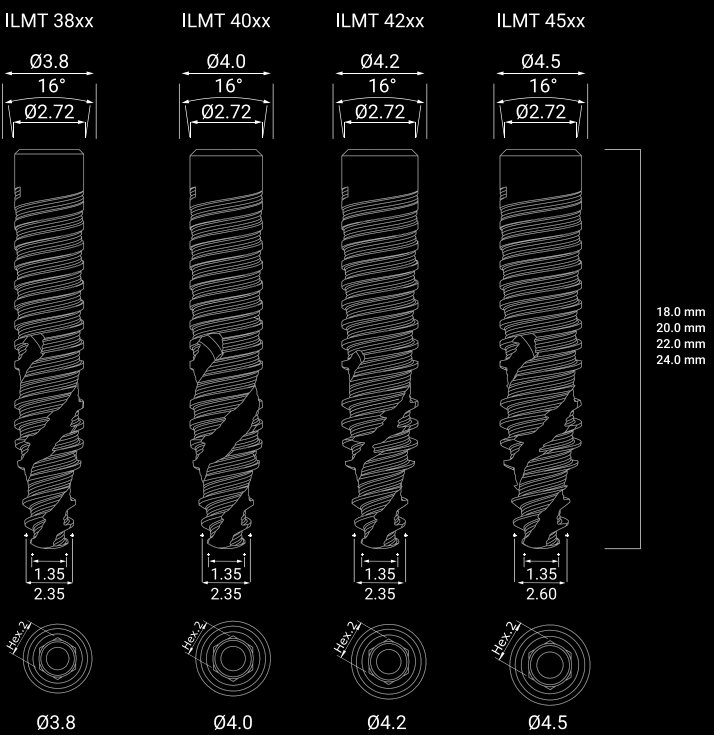 ILMT 38xx ILMT 40xx ILMT 42xx ILMT 45xx
Ø3.8 Ø4.0 Ø4.2 Ø4.5
16° 16° 16° 16°
Ø2.72 Ø2.72 Ø2.72 Ø2.72
18.0 mm
20.0 mm
22.0 mm
24.0 mm
1.35 1.35 1.35 1.35
2.35 2.35 2.35 2.60
Hex.2 Hex.2 Hex.2 Hex.2
Ø3.8 Ø4.0 Ø4.2 Ø4.5